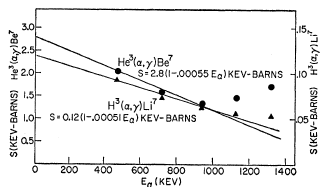 S(KEV-BARNS) He³(α,γ)Be⁷
3.0
2.5
2.0
1.5
1.0
.5
0
He³(α,γ)Be⁷
S=2.8(1-.00055 Eα) KEV-BARNS
H³(α,γ)Li⁷
S=0.12(1-.00051 Eα)KEV-BARNS
.15
.10
.05
S(KEV-BARNS) H³(α,γ)Li⁷
0 200 400 600 800 1000 1200 1400
Eα(KEV)